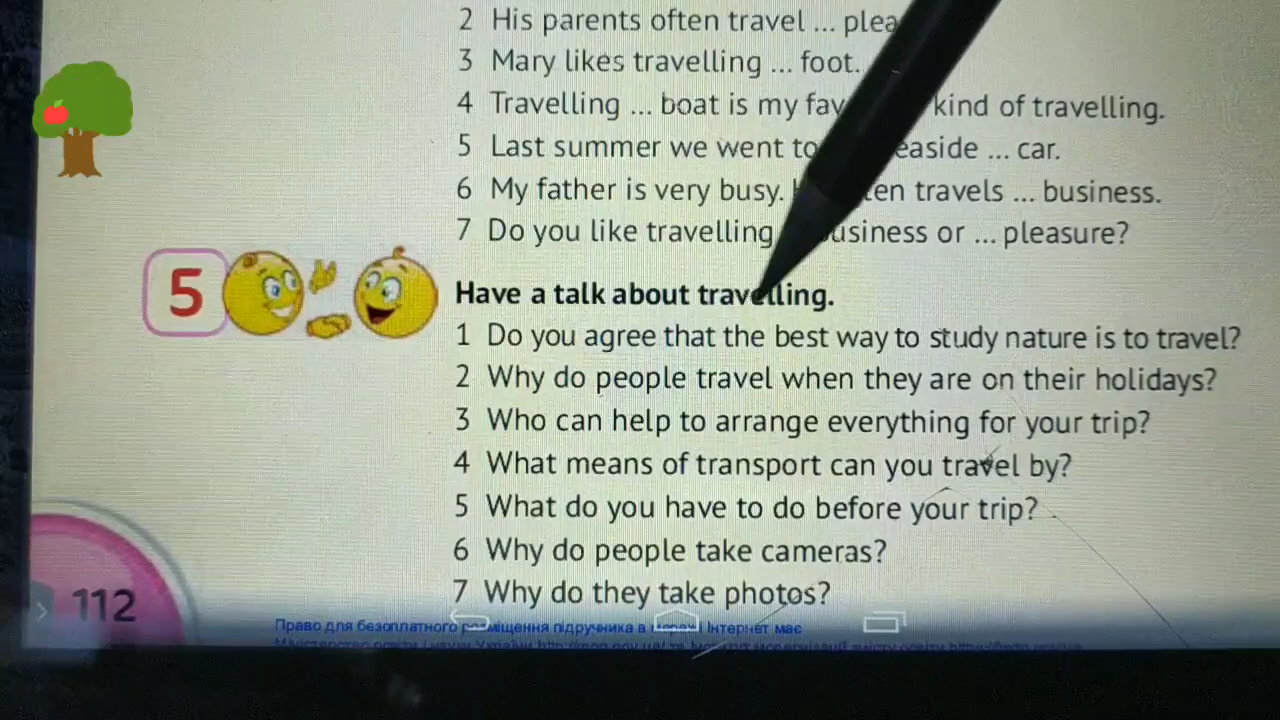 2 His parents often travel ... plea
3 Mary likes travelling ... foot.
4 Travelling ... boat is my fav kind of travelling.
5 Last summer we went to easide ... car.
6 My father is very busy. ten travels ... business.
7 Do you like travelling usiness or ... pleasure?
5
Have a talk about travelling.
1 Do you agree that the best way to study nature is to travel?
2 Why do people travel when they are on their holidays?
3 Who can help to arrange everything for your trip?
4 What means of transport can you travel by?
5 What do you have to do before your trip?
6 Why do people take cameras?
7 Why do they take photos?
112
Право для безоплатного розміщення підручника в мережі Інтернет має